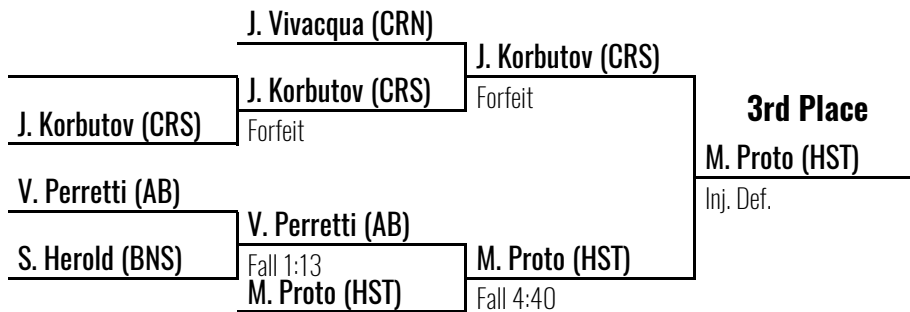 J. Vivacqua (CRN)
J. Korbutov (CRS)
J. Korbutov (CRS)
Forfeit
3rd Place
J. Korbutov (CRS)
Forfeit
M. Proto (HST)
V. Perretti (AB)
Inj. Def.
V. Perretti (AB)
S. Herold (BNS)
Fall 1:13
M. Proto (HST)
M. Proto (HST)
Fall 4:40